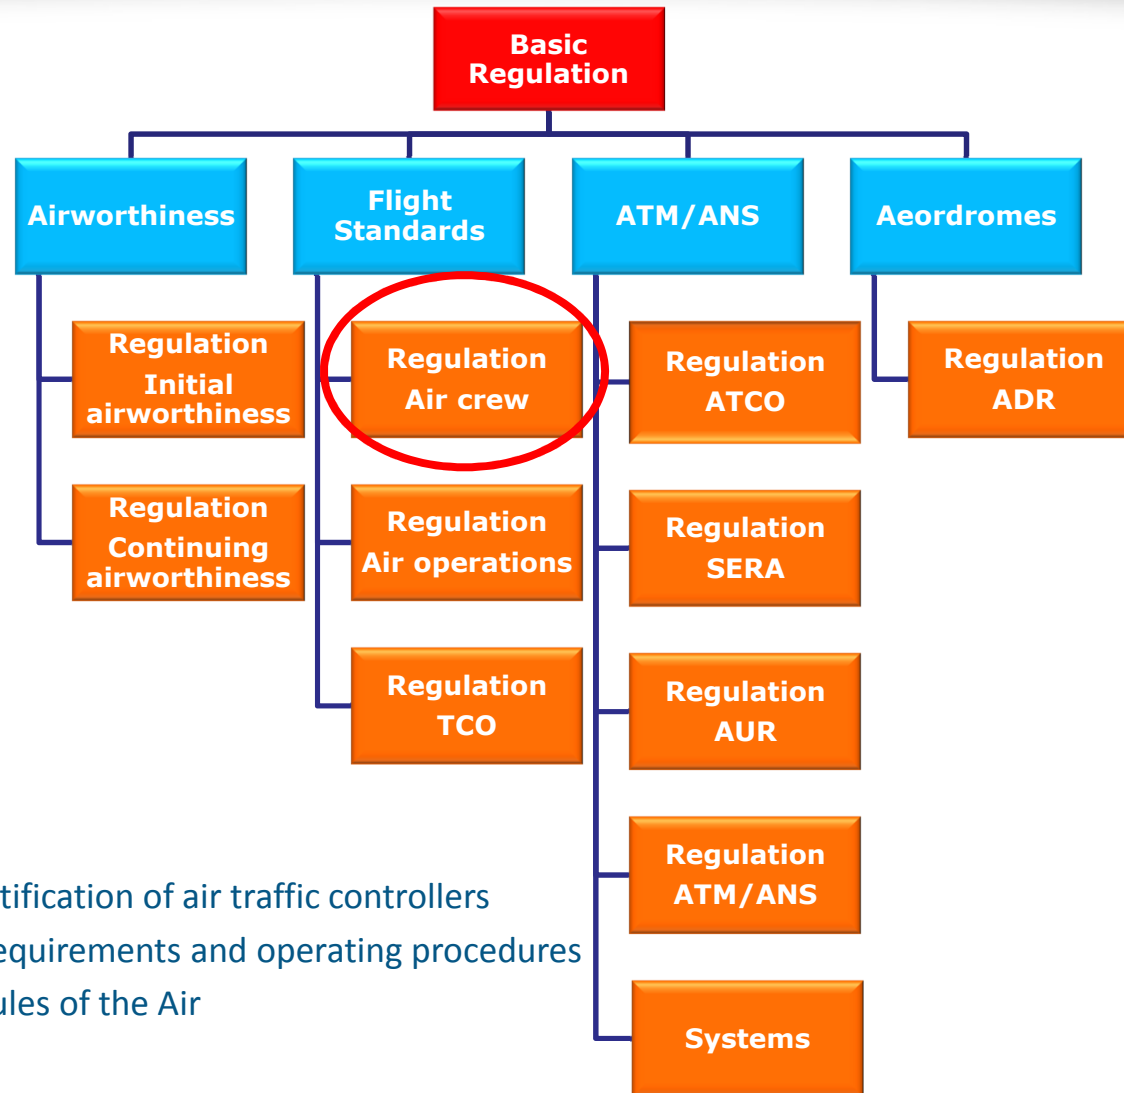 Basic
Regulation
Airworthiness
Flight
Standards
ATM/ANS
Aeordromes
Regulation
Initial
airworthiness
Regulation
Continuing
airworthiness
Regulation
Air crew
Regulation
Air operations
Regulation
TCO
Regulation
ATCO
Regulation
SERA
Regulation
AUR
Regulation
ATM/ANS
Systems
Regulation
ADR
tification of air traffic controllers
equirements and operating procedures
ules of the Air